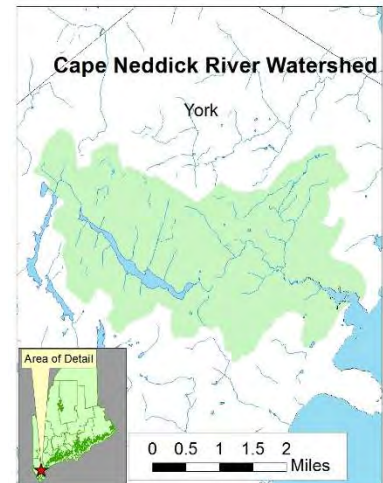 Cape Neddick River Watershed
York
Area of Detail
0 0.5 1 1.5 2
Miles